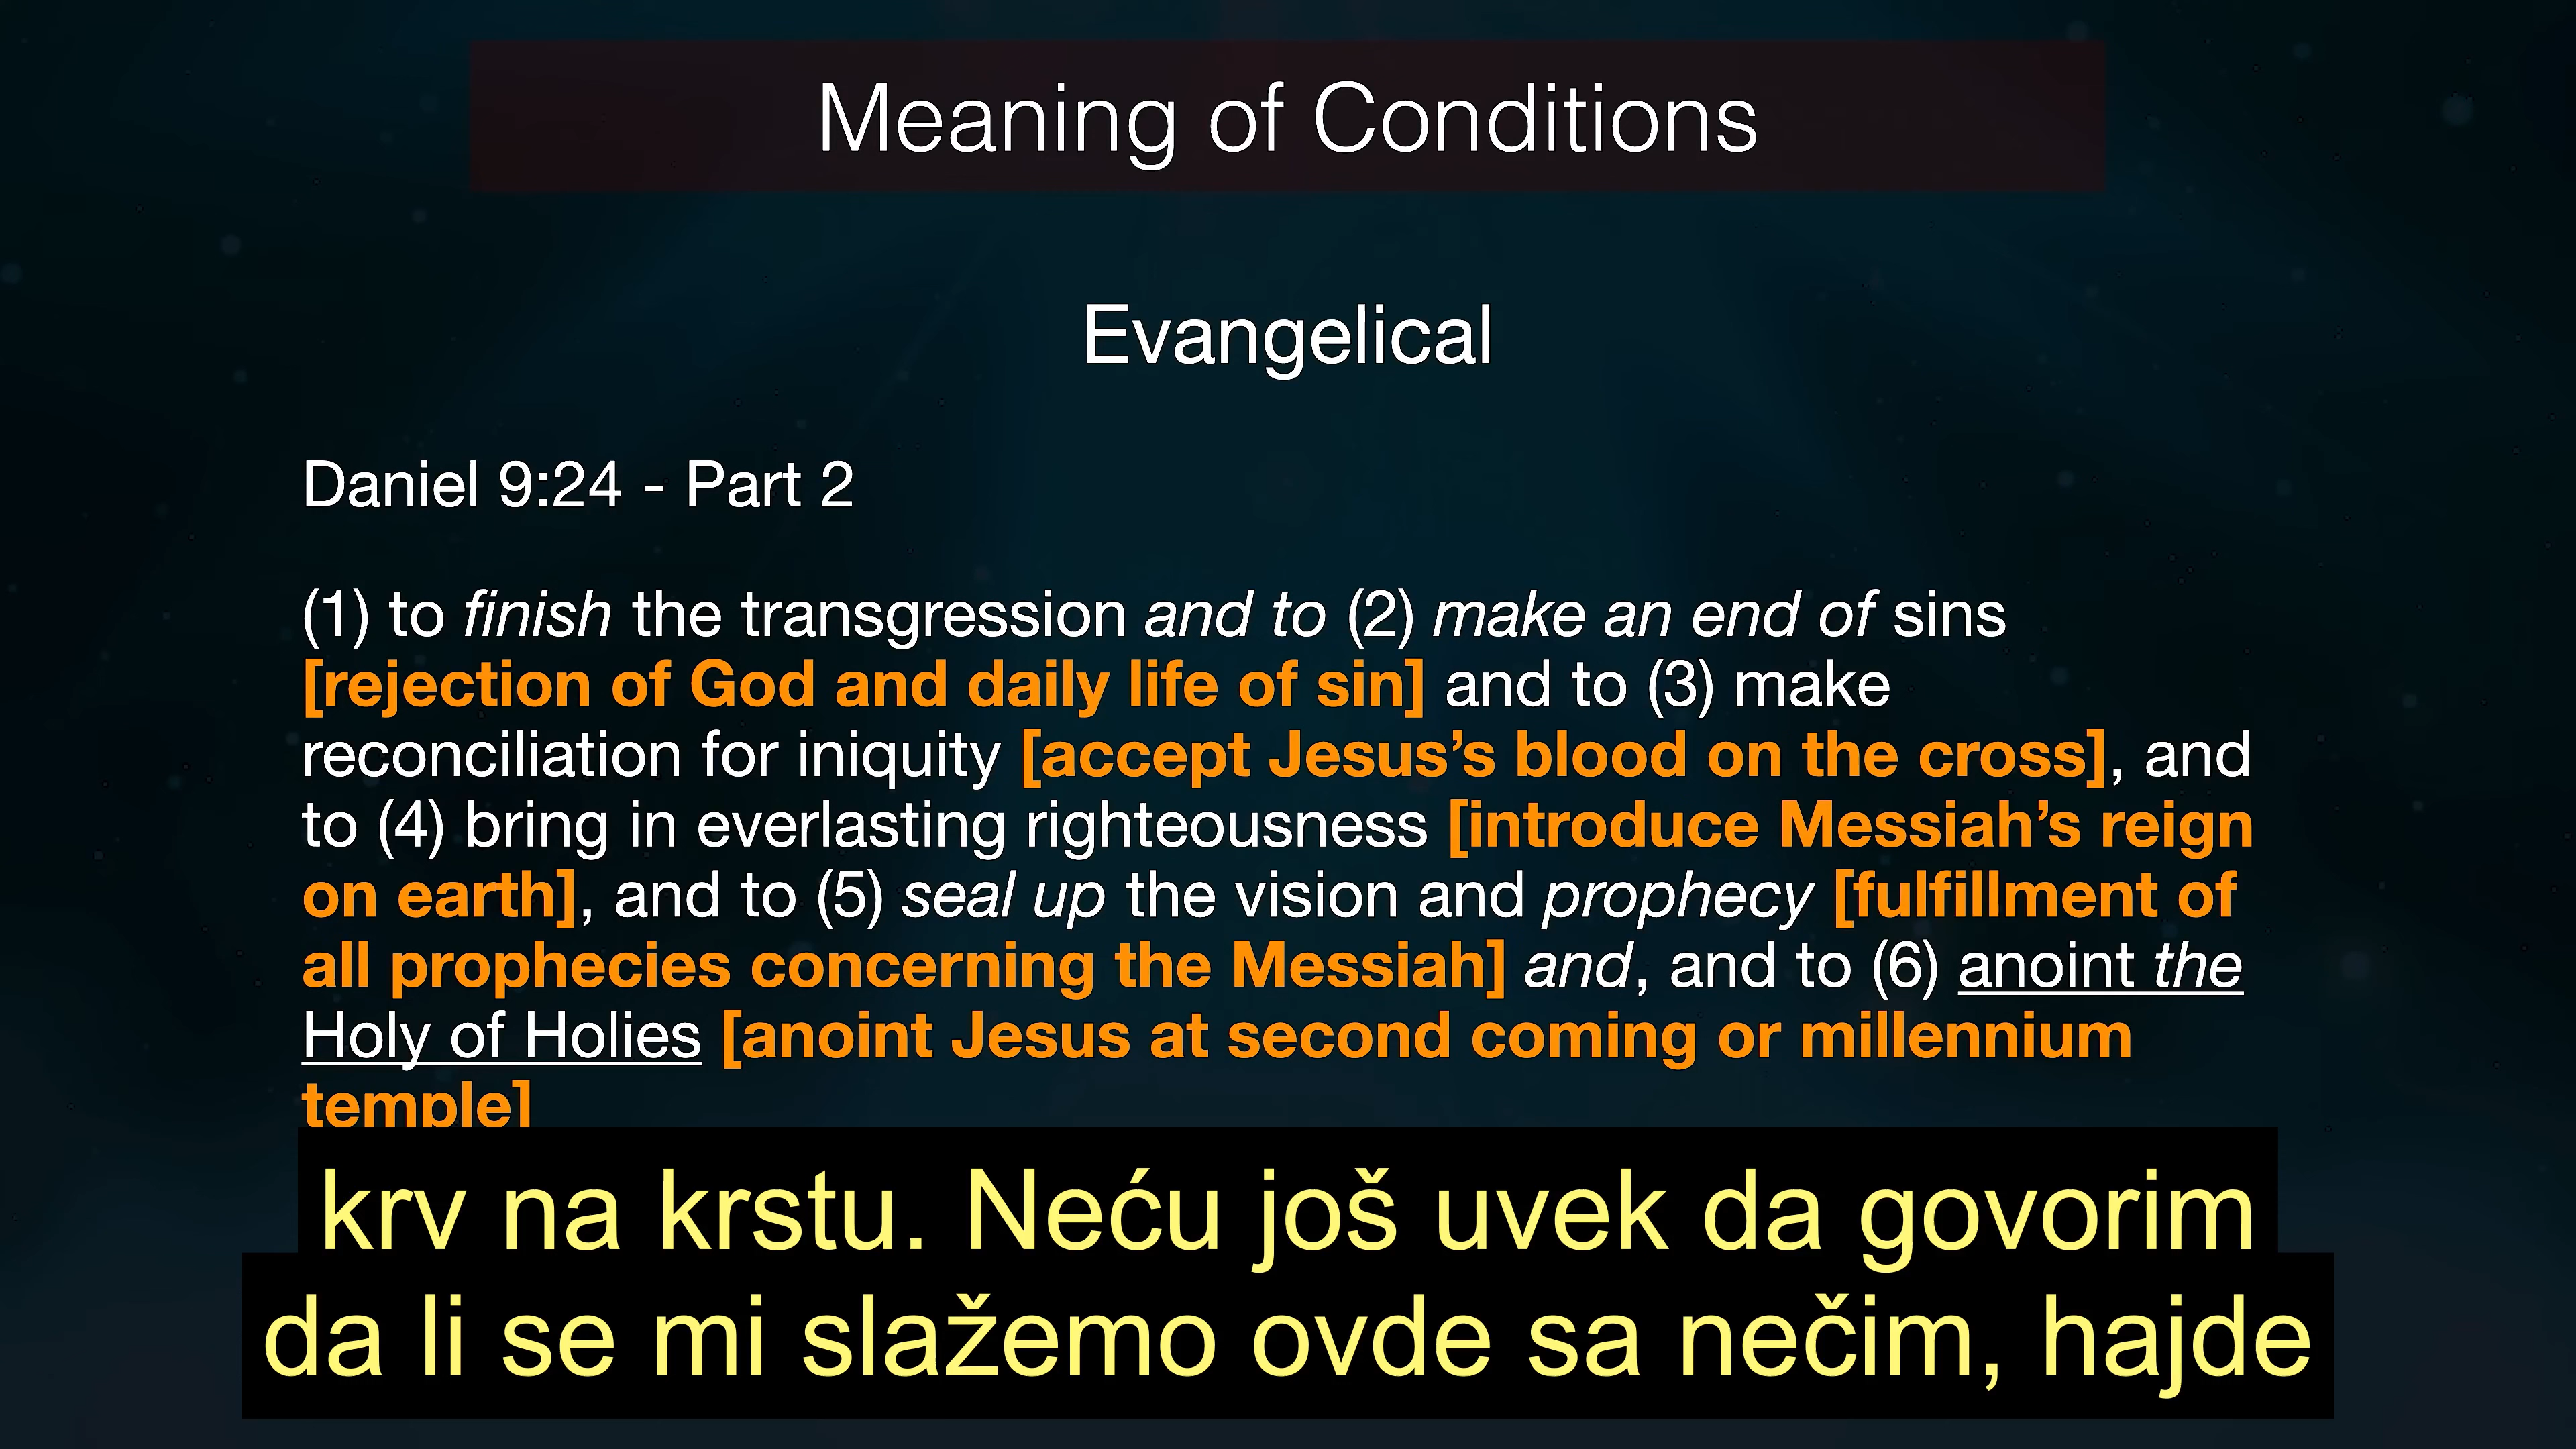 Meaning of Conditions
Evangelical
Daniel 9:24 - Part 2
(1) to finish the transgression and to (2) make an end of sins
[rejection of God and daily life of sin] and to (3) make
reconciliation for iniquity [accept Jesus’s blood on the cross], and
to (4) bring in everlasting righteousness [introduce Messiah’s reign
on earth], and to (5) seal up the vision and prophecy [fulfillment of
all prophecies concerning the Messiah] and, and to (6) anoint the
Holy of Holies [anoint Jesus at second coming or millennium
temple]
krv na krstu. Neću još uvek da govorim
da li se mi slažemo ovde sa nečim, hajde